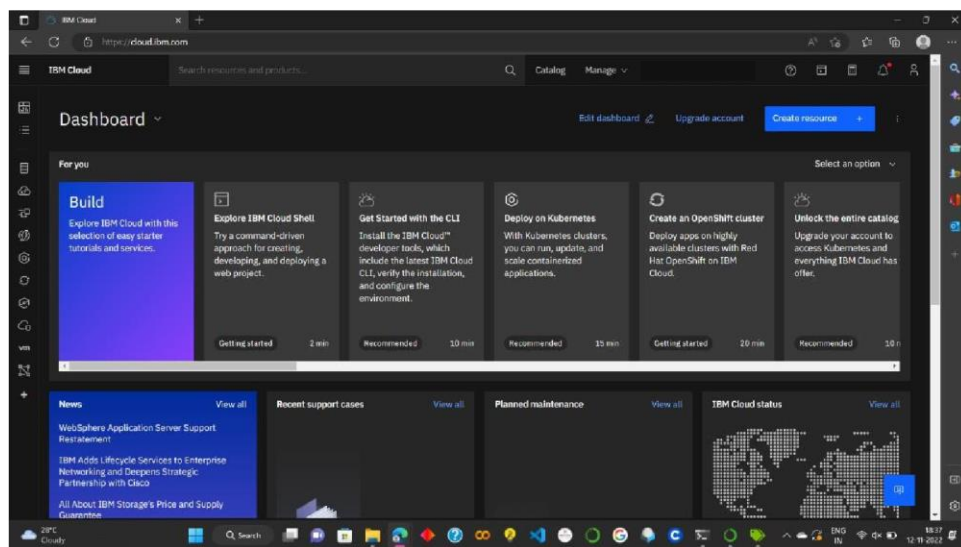 IBM Cloud
https://cloud.ibm.com
IBM Cloud
Search resources and products...
Catalog
Manage
Dashboard
Edit dashboard
Upgrade account
Create resource +
For you
Select an option
Build
Explore IBM Cloud with this
selection of easy starter
tutorials and services.
Explore IBM Cloud Shell
Try a command-driven
approach for creating,
developing, and deploying a
web project.
Getting started
2 min
Get Started with the CLI
Install the IBM Cloud™
developer tools, which
include the latest IBM Cloud
CLI, verify the installation,
and configure the
environment.
Recommended
10 min
Deploy on Kubernetes
With Kubernetes clusters,
you can run, update, and
scale containerized
applications.
Recommended
15 min
Create an OpenShift cluster
Deploy apps on highly
available clusters with Red
Hat OpenShift on IBM
Cloud.
Getting started
20 min
Unlock the entire catalog
Upgrade your account to
access Kubernetes and
everything IBM Cloud has
offer.
Recommended
10 m
vm
News
View all
WebSphere Application Server Support
Restatement
IBM Adds Lifecycle Services to Enterprise
Networking and Deepens Strategic
Partnership with Cisco
All About IBM Storage's Price and Supply
Guarantee
Recent support cases
View all
Planned maintenance
View all
IBM Cloud status
View all
Cloudy
Search
ENG
IN
18:37
12-11-2022